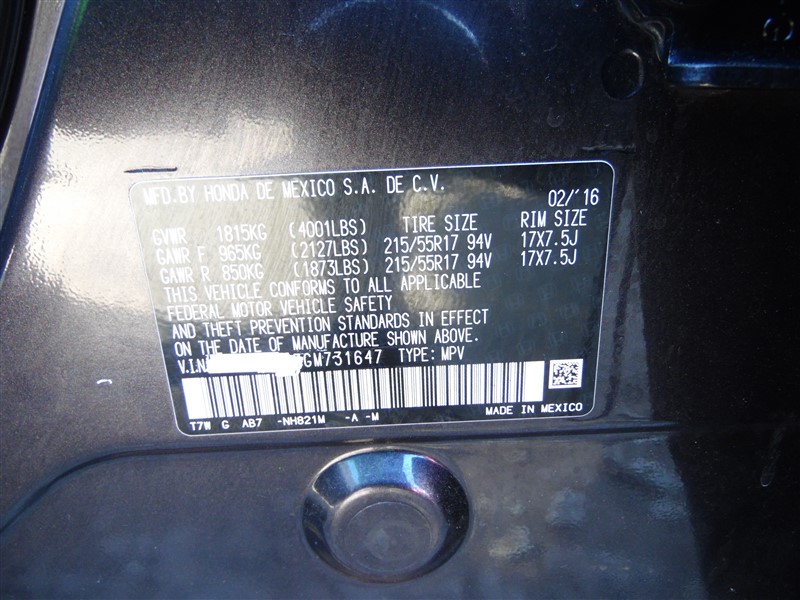 MFD.BY HONDA DE MEXICO S.A. DE C.V.
02/'16
GVWR 1815KG (4001LBS) TIRE SIZE RIM SIZE
GAWR F 965KG (2127LBS) 215/55R17 94V 17X7.5J
GAWR R 850KG (1873LBS) 215/55R17 94V 17X7.5J
THIS VEHICLE CONFORMS TO ALL APPLICABLE
FEDERAL MOTOR VEHICLE SAFETY
AND THEFT PREVENTION STANDARDS IN EFFECT
ON THE DATE OF MANUFACTURE SHOWN ABOVE.
V.I.N: GM731647 TYPE: MPV
T7W G AB7 -NH821M -A -M MADE IN MEXICO